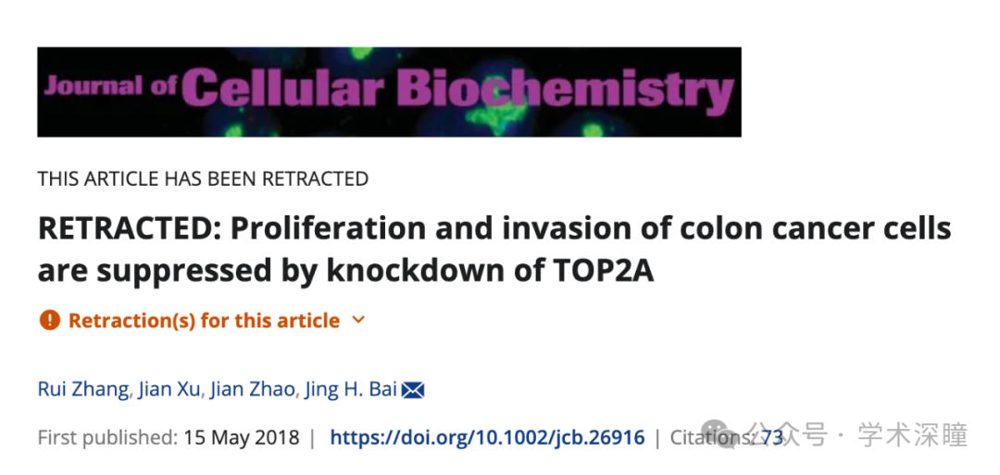 Journal of Cellular Biochemistry
THIS ARTICLE HAS BEEN RETRACTED
RETRACTED: Proliferation and invasion of colon cancer cells
are suppressed by knockdown of TOP2A
Retraction(s) for this article
Rui Zhang, Jian Xu, Jian Zhao, Jing H. Bai
First published: 15 May 2018 | https://doi.org/10.1002/jcb.26916 | Citations: 73
公众号 · 学术深瞳